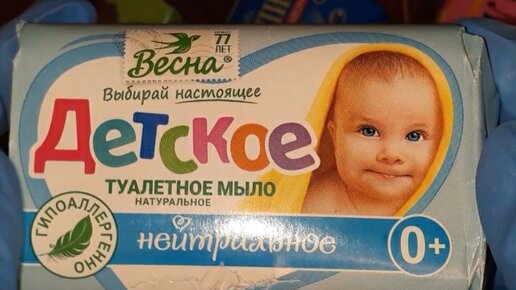 77
ЛЕТ
Весна®
Выбирай настоящее
Детское
ТУАЛЕТНОЕ МЫЛО
НАТУРАЛЬНОЕ
ГИПОАЛЛЕРГЕННО
нейтральное
0+